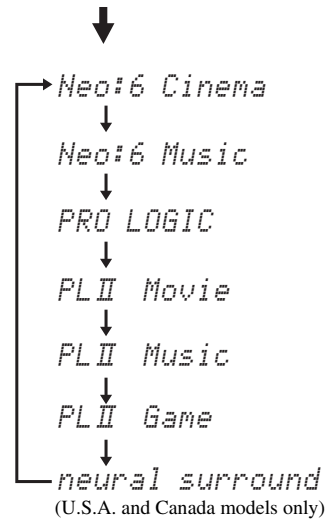 Neo:6 Cinema
Neo:6 Music
PRO LOGIC
PLⅡ Movie
PLⅡ Music
PLⅡ Game
neural surround
(U.S.A. and Canada models only)